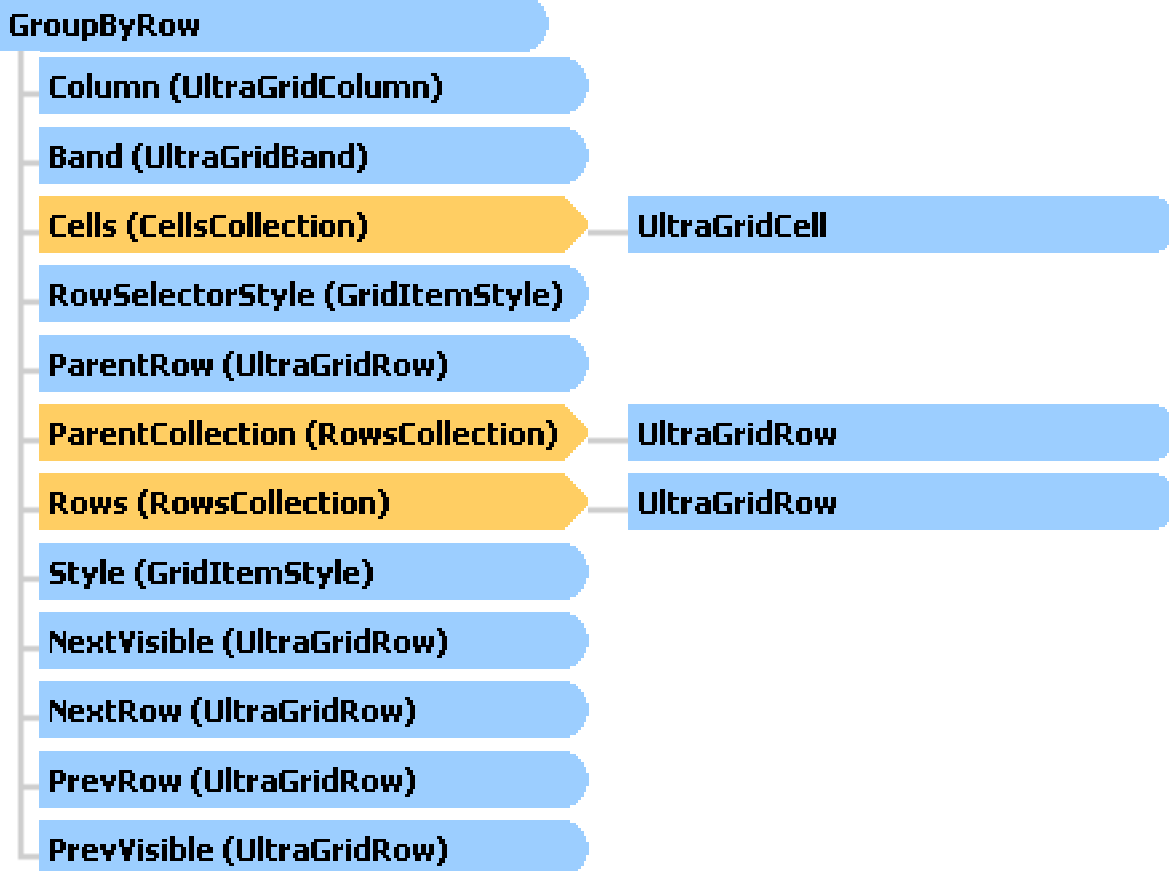 GroupByRow
Column (UltraGridColumn)
Band (UltraGridBand)
Cells (CellsCollection)
UltraGridCell
RowSelectorStyle (GridItemStyle)
ParentRow (UltraGridRow)
ParentCollection (RowsCollection)
UltraGridRow
Rows (RowsCollection)
UltraGridRow
Style (GridItemStyle)
NextVisible (UltraGridRow)
NextRow (UltraGridRow)
PrevRow (UltraGridRow)
PrevVisible (UltraGridRow)